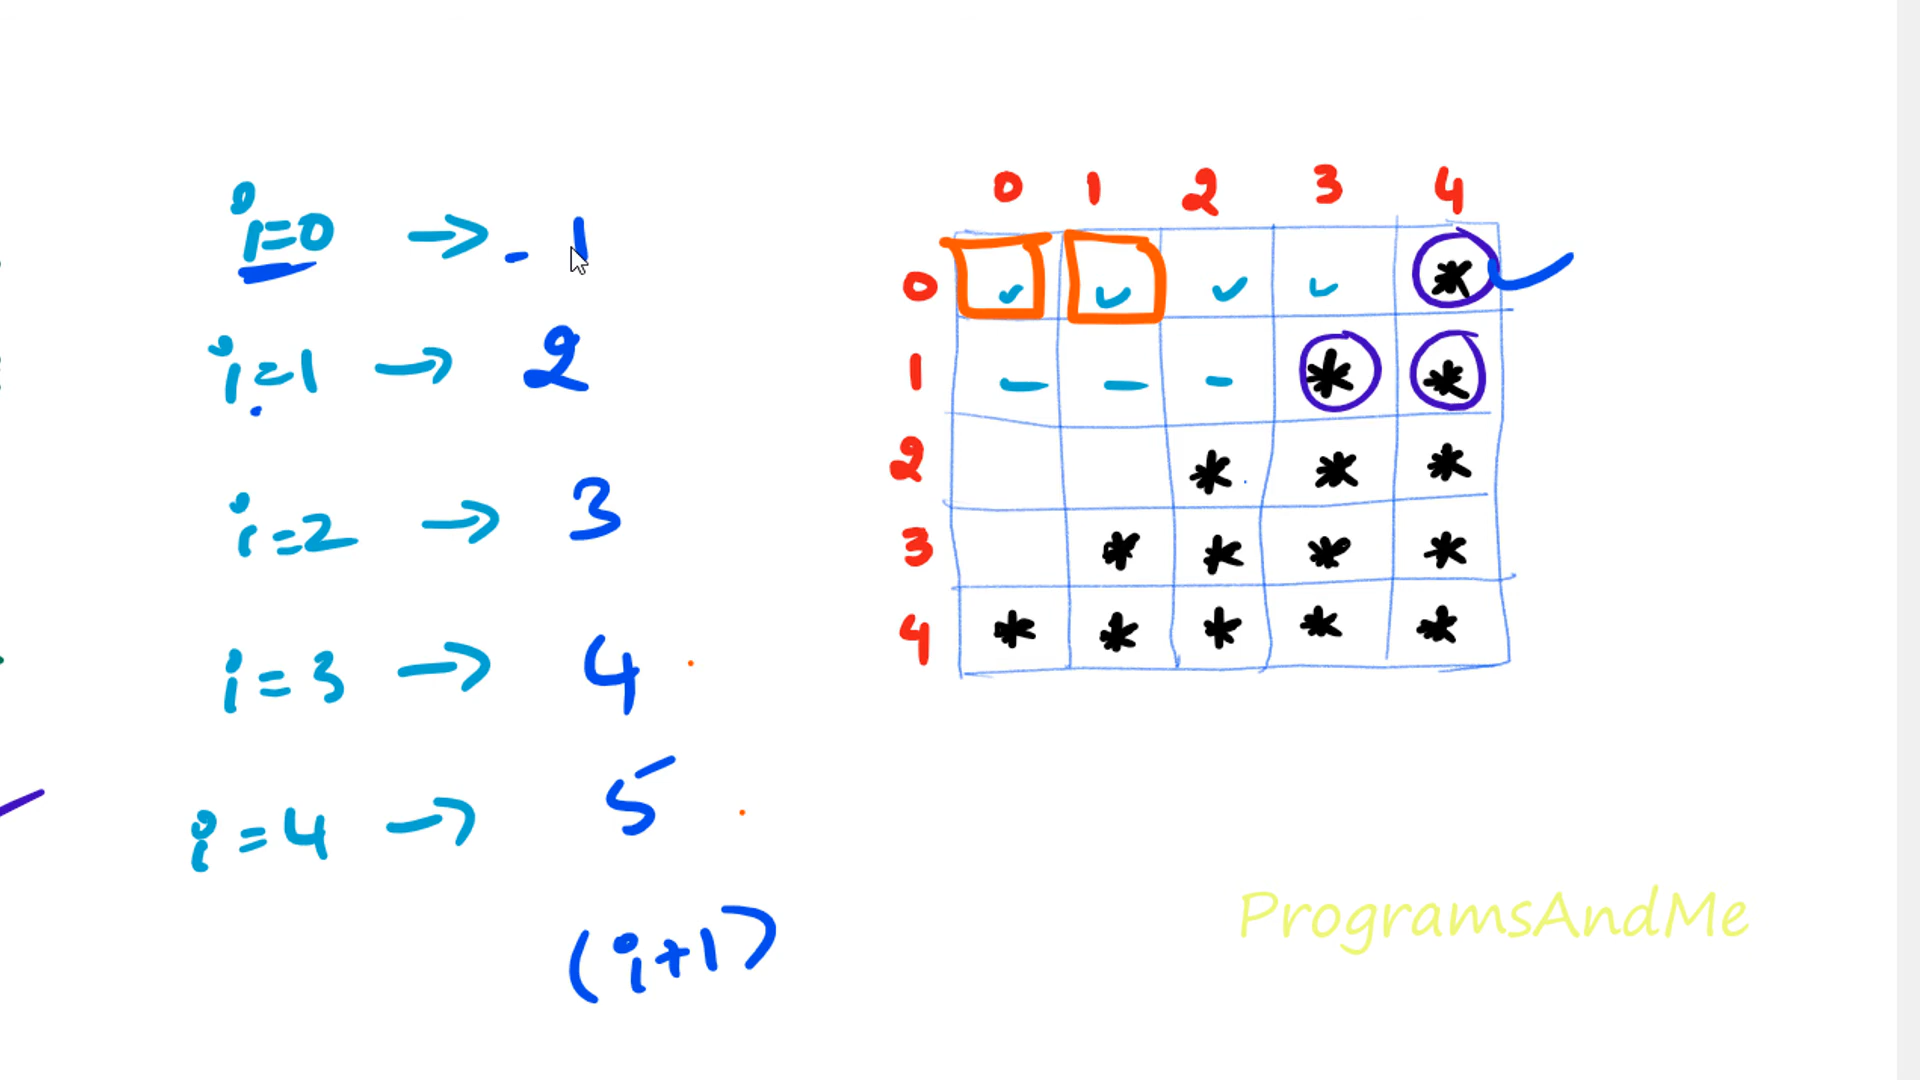 i=0 → - 1
i=1 → 2
i=2 → 3
i=3 → 4
i=4 → 5
(i+1)
0 1 2 3 4
0 ✓ ✓ ✓ ✓ *
1 - - - * *
2 * * *
3 * * * *
4 * * * * *
ProgramsAndMe